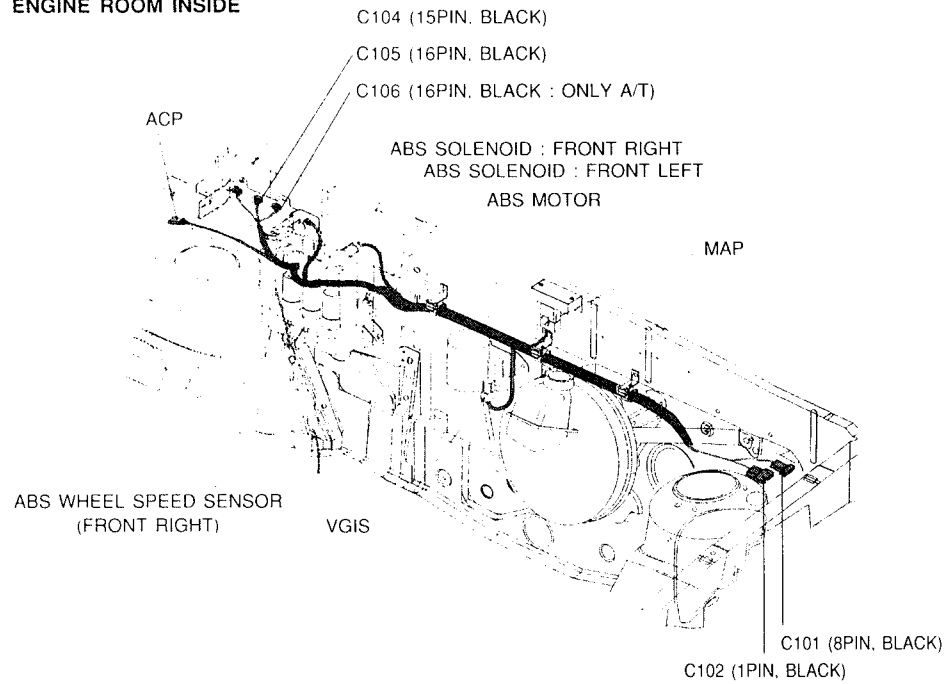 ENGINE ROOM INSIDE
C104 (15PIN, BLACK)
C105 (16PIN, BLACK)
C106 (16PIN, BLACK : ONLY A/T)
ACP
ABS SOLENOID : FRONT RIGHT
ABS SOLENOID : FRONT LEFT
ABS MOTOR
MAP
ABS WHEEL SPEED SENSOR
(FRONT RIGHT)
VGIS
C101 (8PIN, BLACK)
C102 (1PIN, BLACK)